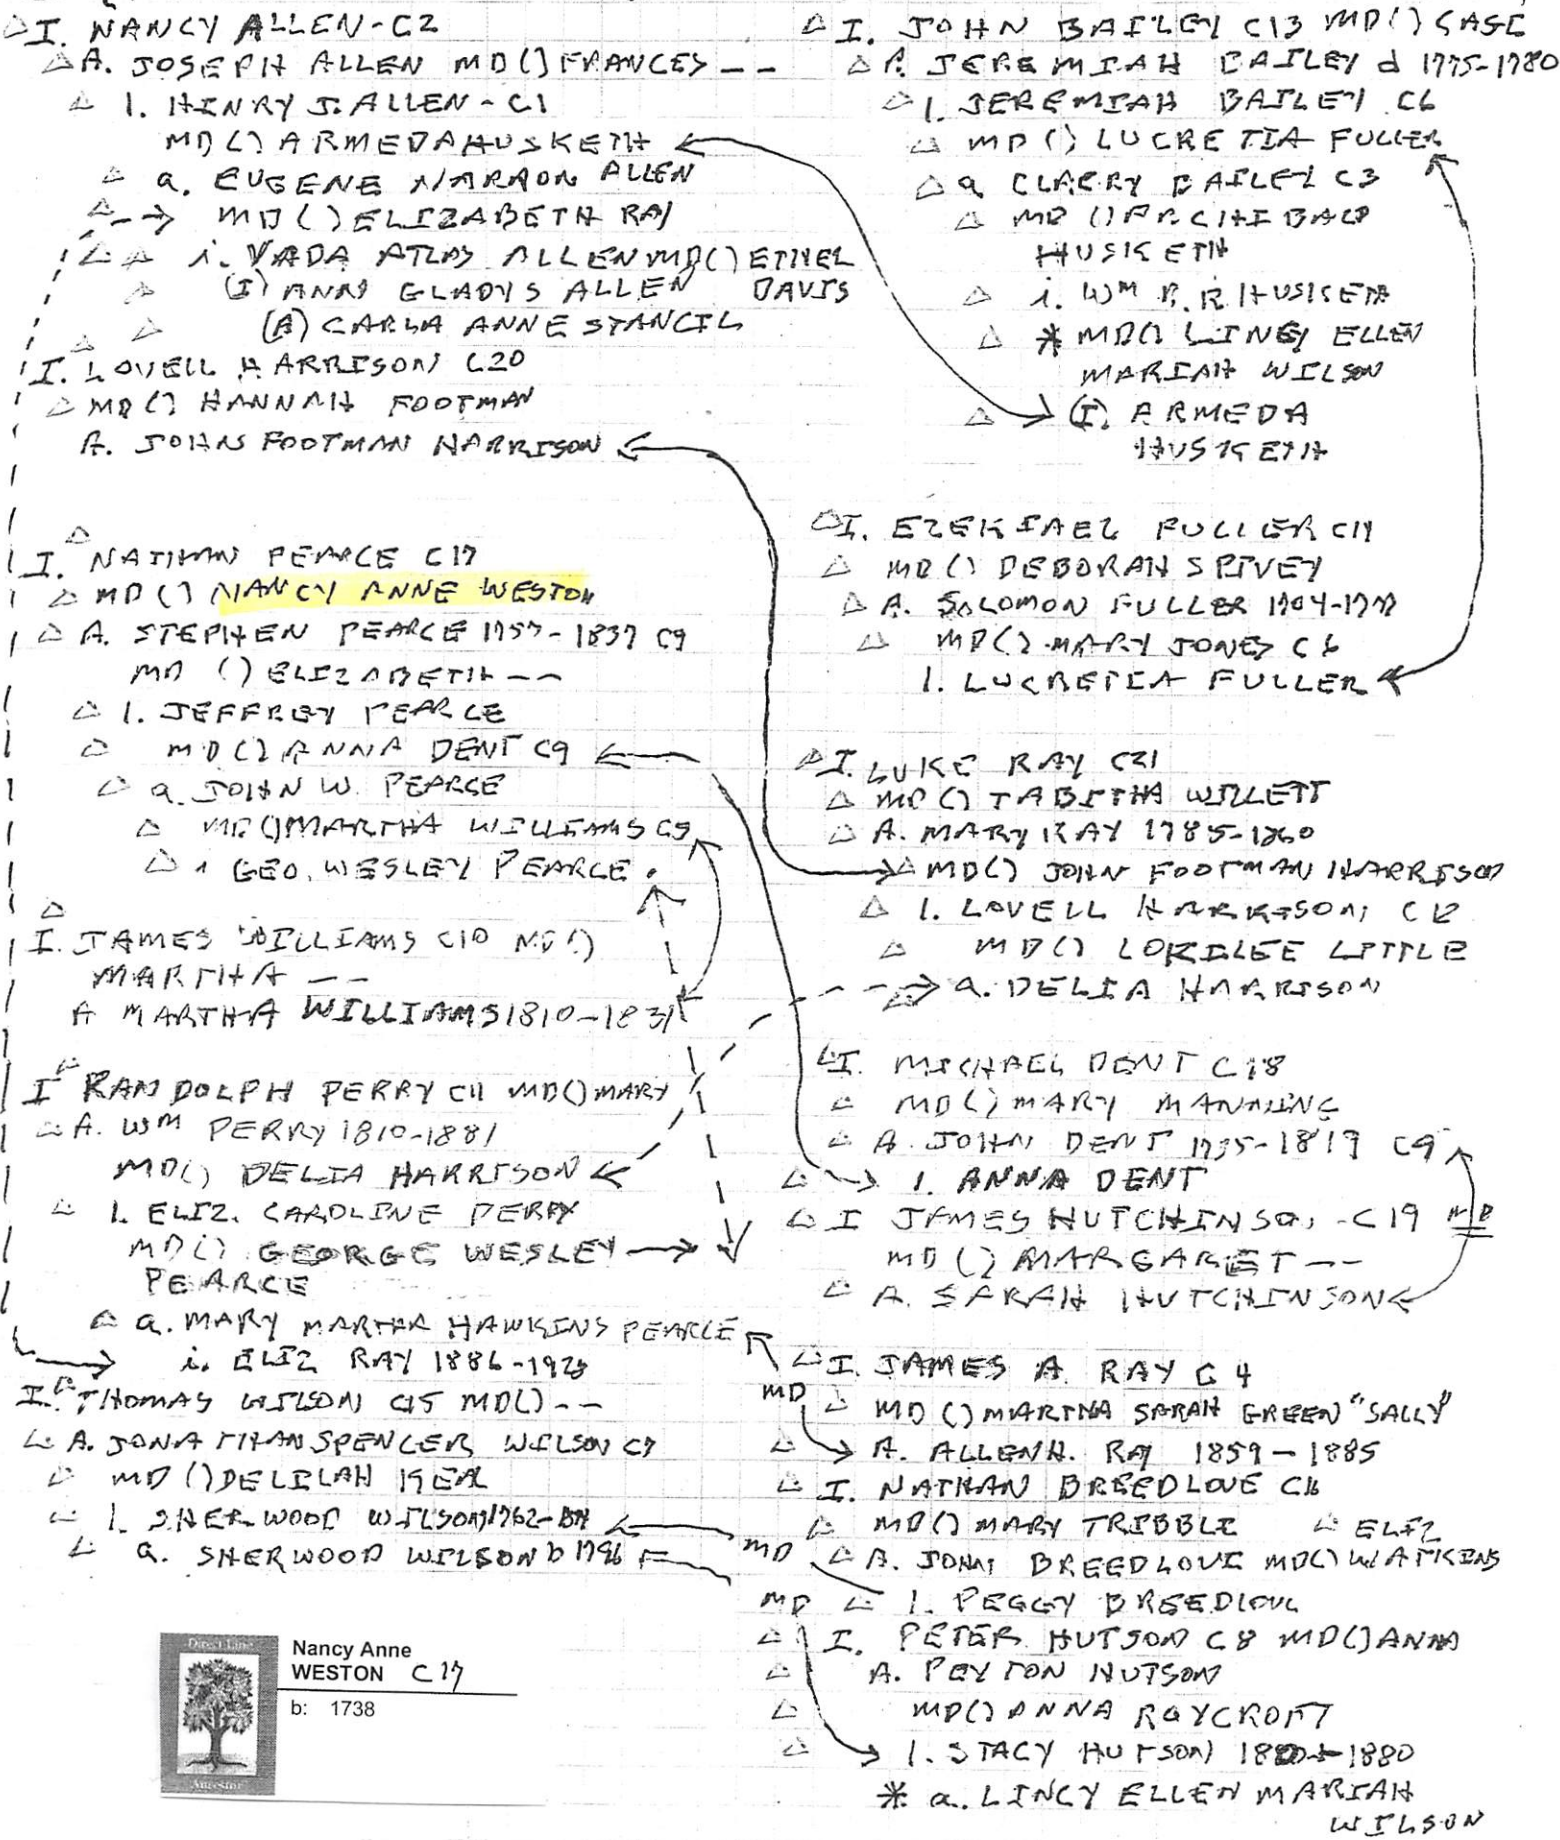 I. NANCY ALLEN - C2
A. JOSEPH ALLEN MD() FRANCES --
1. HENRY J. ALLEN - C1
MD() ARMEDA HUSKETH
a. EUGENE ALLEN
MD() ELIZABETH RAY
i. VADA ATLAS ALLEN MD() ETHEL
(I) ANN GLADYS ALLEN DAVIS
(A) CARLA ANNE STANCIL
I. LOVELL HARRISON C20
MD() HANNAH FOOTMAN
A. JOHN FOOTMAN HARRISON
I. NATHAN PEARCE C17
MD() NANCY ANNE WESTON
A. STEPHEN PEARCE 1757-1837 C9
MD () ELIZABETH --
1. JEFFREY PEARCE
MD() ANNA DENT C9
a. JOHN W. PEARCE
MD() MARTHA WILLIAMS C9
1 GEO. WESLEY PEARCE
I. JAMES WILLIAMS C10 MD()
MARTHA --
A MARTHA WILLIAMS 1810-1831
I RANDOLPH PERRY C11 MD() MARY
A. WM PERRY 1810-1881
MD() DELIA HARRISON
1. ELIZ. CAROLINE PERRY
MD() GEORGE WESLEY
PEARCE
a. MARY MARTHA HAWKINS PEARCE
i. ELIZ RAY 1886-1928
I. THOMAS WILSON C15 MD() --
A. JONATHAN SPENCER WILSON C7
MD() DELILAH
1. SHERWOOD WILSON 1762-
a. SHERWOOD WILSON b 1796
Direct Line
Ancestor
Nancy Anne
WESTON C17
b: 1738
I. JOHN BAILEY C13 MD() CASE
A. JEREMIAH BAILEY d 1775-1780
1. JEREMIAH BAILEY C6
MD() LUCRETIA FULLER
a CLARRY BAILEY C3
MD () ARCHIBALD
HUSKETH
i. WM R. R HUSKETH
* MD() LINCY ELLEN
MARIAH WILSON
(I). ARMEDA
HUSKETH
I. EZEKIAEL FULLER C14
MD() DEBORAH SPIVEY
A. SOLOMON FULLER
MD() MARY JONES C6
1. LUCRETIA FULLER
I. LUKE RAY C21
MD() TABITHA WILLETT
A. MARY RAY 1785-1860
MD() JOHN FOOTMAN HARRISON
1. LOVELL HARRISON, C12
MD() LORILEE LITTLE
a. DELIA HARRISON
I. MICHAEL DENT C18
MD() MARY MANNING
A. JOHN DENT 1735-1819 C9
1. ANNA DENT
I JAMES HUTCHINSON - C19 MD
MD() MARGARET --
A. SARAH HUTCHINSON
I. JAMES A. RAY C4
MD
MD() MARTHA SARAH GREEN "SALLY"
A. ALLEN H. RAY 1859-1885
I. NATHAN BREEDLOVE C16
MD() MARY TRIBBLE ELIZ
MD A. JOHN BREEDLOVE MD() WATKINS
MD 1. PEGGY BREEDLOVE
I. PETER HUTSON C8 MD() ANNA
A. PEYTON HUTSON
MD() ANNA ROYCROFT
1. STACY HUTSON 1800-1880
* a. LINCY ELLEN MARIAH
WILSON